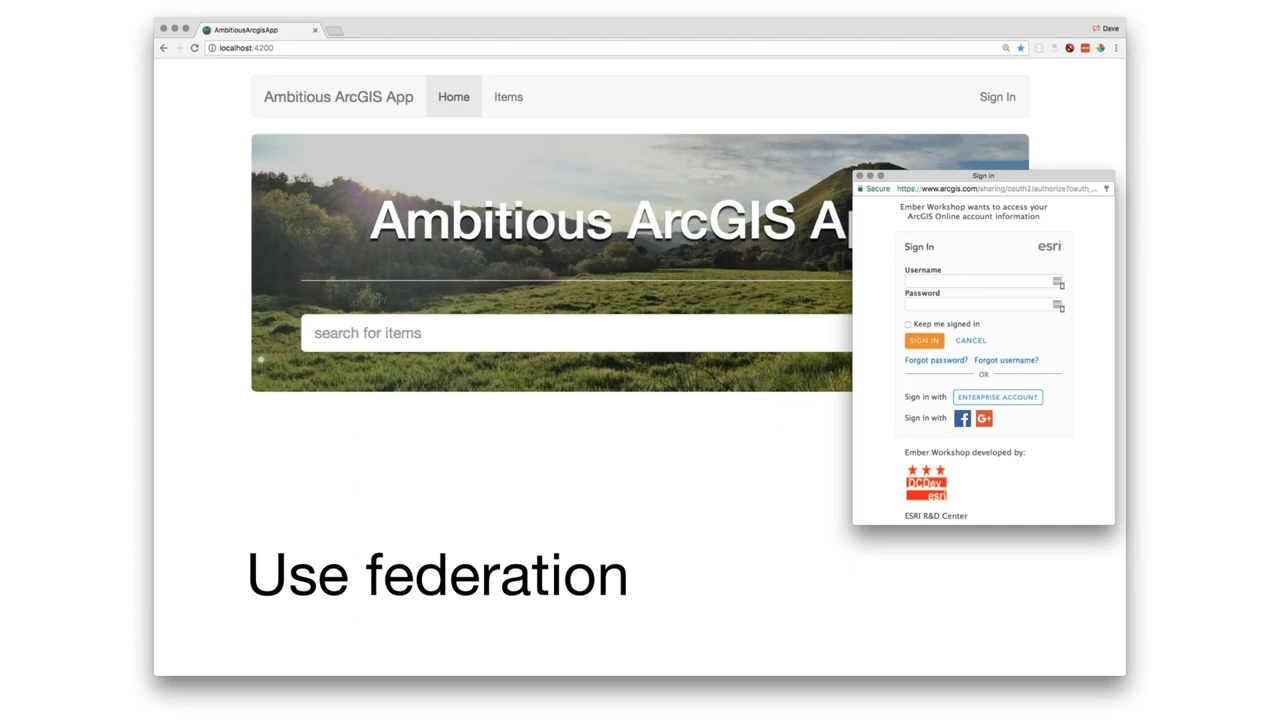 AmbitiousArcgisApp
Dave
localhost:4200
Ambitious ArcGIS App
Home
Items
Sign In
Ambitious ArcGIS Ap
search for items
Sign in
Secure
https://www.arcgis.com/sharing/oauth2/authorize?oauth_...
Ember Workshop wants to access your
ArcGIS Online account information
Sign In
esri
Username
Password
Keep me signed in
SIGN IN
CANCEL
Forgot password? Forgot username?
OR
Sign in with ENTERPRISE ACCOUNT
Sign in with f G+
Ember Workshop developed by:
DCDev
esri
ESRI R&D Center
Use federation